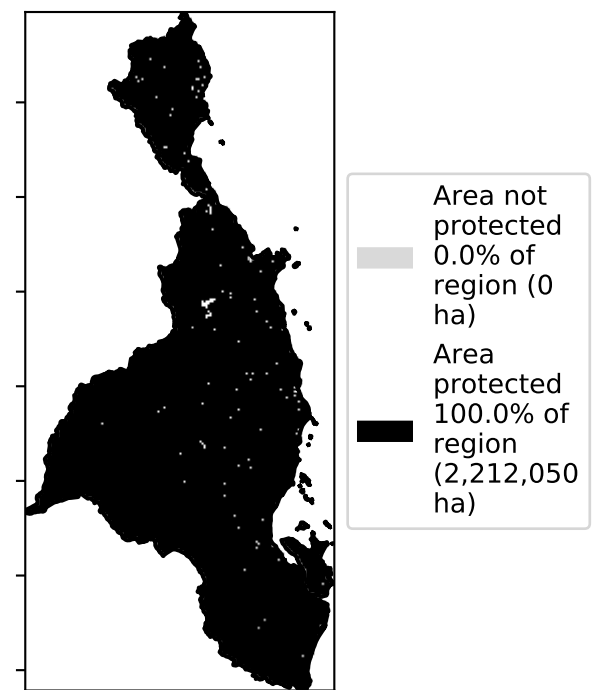 Area not
protected
0.0% of
region (0
ha)
Area
protected
100.0% of
region
(2,212,050
ha)